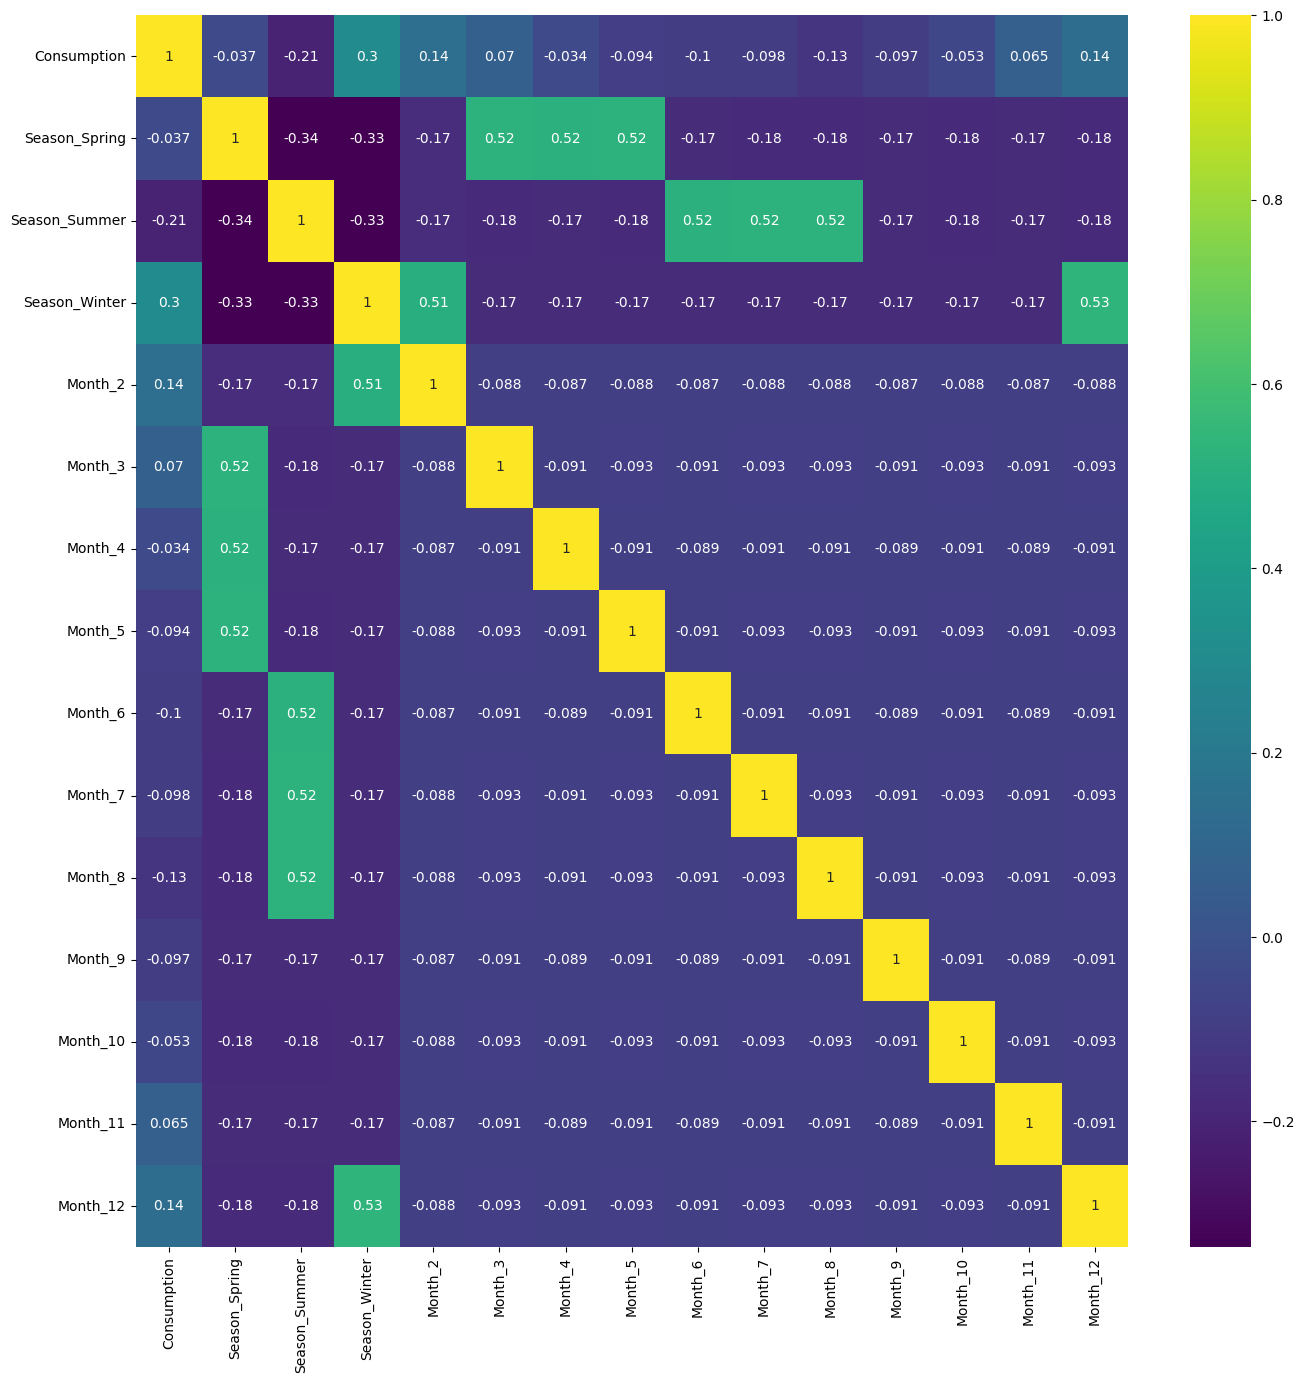 Consumption 1 -0.037 -0.21 0.3 0.14 0.07 -0.034 -0.094 -0.1 -0.098 -0.13 -0.097 -0.053 0.065 0.14
Season_Spring -0.037 1 -0.34 -0.33 -0.17 0.52 0.52 0.52 -0.17 -0.18 -0.18 -0.17 -0.18 -0.17 -0.18
Season_Summer -0.21 -0.34 1 -0.33 -0.17 -0.18 -0.17 -0.18 0.52 0.52 0.52 -0.17 -0.18 -0.17 -0.18
Season_Winter 0.3 -0.33 -0.33 1 0.51 -0.17 -0.17 -0.17 -0.17 -0.17 -0.17 -0.17 -0.17 -0.17 0.53
Month_2 0.14 -0.17 -0.17 0.51 1 -0.088 -0.087 -0.088 -0.087 -0.088 -0.088 -0.087 -0.088 -0.087 -0.088
Month_3 0.07 0.52 -0.18 -0.17 -0.088 1 -0.091 -0.093 -0.091 -0.093 -0.093 -0.091 -0.093 -0.091 -0.093
Month_4 -0.034 0.52 -0.17 -0.17 -0.087 -0.091 1 -0.091 -0.089 -0.091 -0.091 -0.089 -0.091 -0.089 -0.091
Month_5 -0.094 0.52 -0.18 -0.17 -0.088 -0.093 -0.091 1 -0.091 -0.093 -0.093 -0.091 -0.093 -0.091 -0.093
Month_6 -0.1 -0.17 0.52 -0.17 -0.087 -0.091 -0.089 -0.091 1 -0.091 -0.091 -0.089 -0.091 -0.089 -0.091
Month_7 -0.098 -0.18 0.52 -0.17 -0.088 -0.093 -0.091 -0.093 -0.091 1 -0.093 -0.091 -0.093 -0.091 -0.093
Month_8 -0.13 -0.18 0.52 -0.17 -0.088 -0.093 -0.091 -0.093 -0.091 -0.093 1 -0.091 -0.093 -0.091 -0.093
Month_9 -0.097 -0.17 -0.17 -0.17 -0.087 -0.091 -0.089 -0.091 -0.089 -0.091 -0.091 1 -0.091 -0.089 -0.091
Month_10 -0.053 -0.18 -0.18 -0.17 -0.088 -0.093 -0.091 -0.093 -0.091 -0.093 -0.093 -0.091 1 -0.091 -0.093
Month_11 0.065 -0.17 -0.17 -0.17 -0.087 -0.091 -0.089 -0.091 -0.089 -0.091 -0.091 -0.089 -0.091 1 -0.091
Month_12 0.14 -0.18 -0.18 0.53 -0.088 -0.093 -0.091 -0.093 -0.091 -0.093 -0.093 -0.091 -0.093 -0.091 1
Consumption
Season_Spring
Season_Summer
Season_Winter
Month_2
Month_3
Month_4
Month_5
Month_6
Month_7
Month_8
Month_9
Month_10
Month_11
Month_12
1.0
0.8
0.6
0.4
0.2
0.0
−0.2